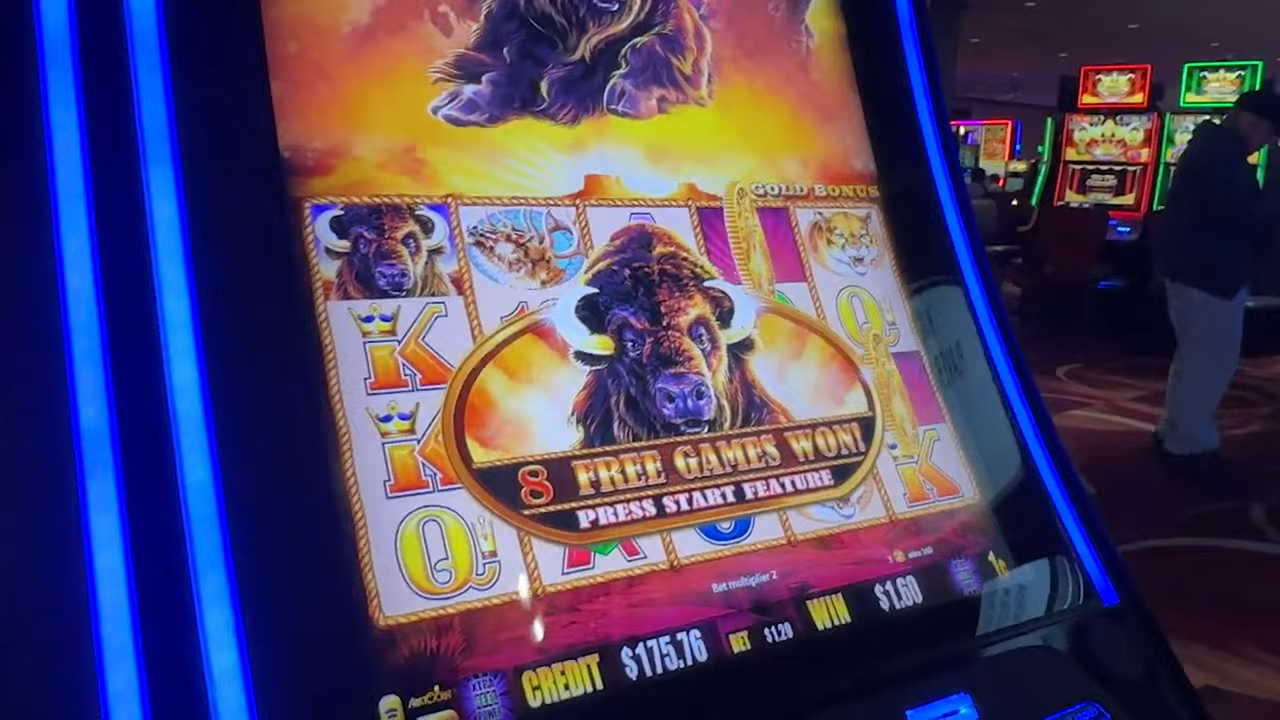 GOLD BONUS
K
Q
K
K
Q
8 FREE GAMES WON!
PRESS START FEATURE
Bet multiplier 2
CREDIT $175.76 BET $1.20 WIN $1.60
1¢